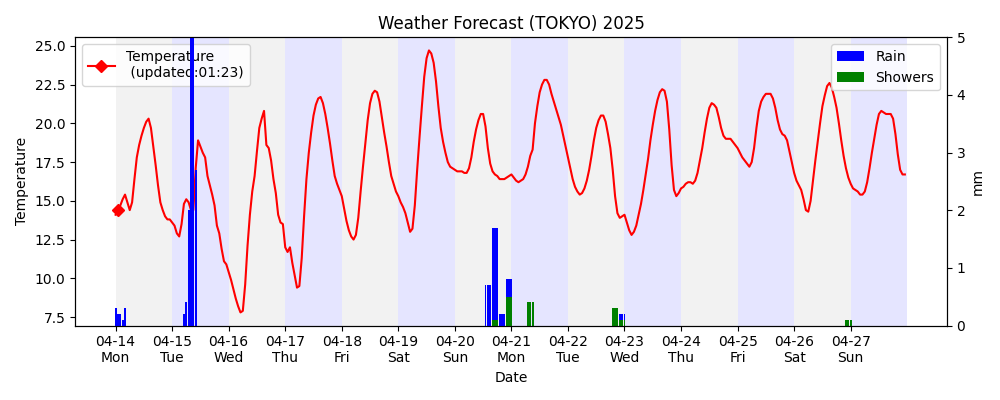 Weather Forecast (TOKYO) 2025
Temperature
(updated:01:23)
Rain
Showers
25.0
22.5
20.0
17.5
15.0
12.5
10.0
7.5
Temperature
5
4
3
2
1
0
mm
04-14 04-15 04-16 04-17 04-18 04-19 04-20 04-21 04-22 04-23 04-24 04-25 04-26 04-27
Mon Tue Wed Thu Fri Sat Sun Mon Tue Wed Thu Fri Sat Sun
Date